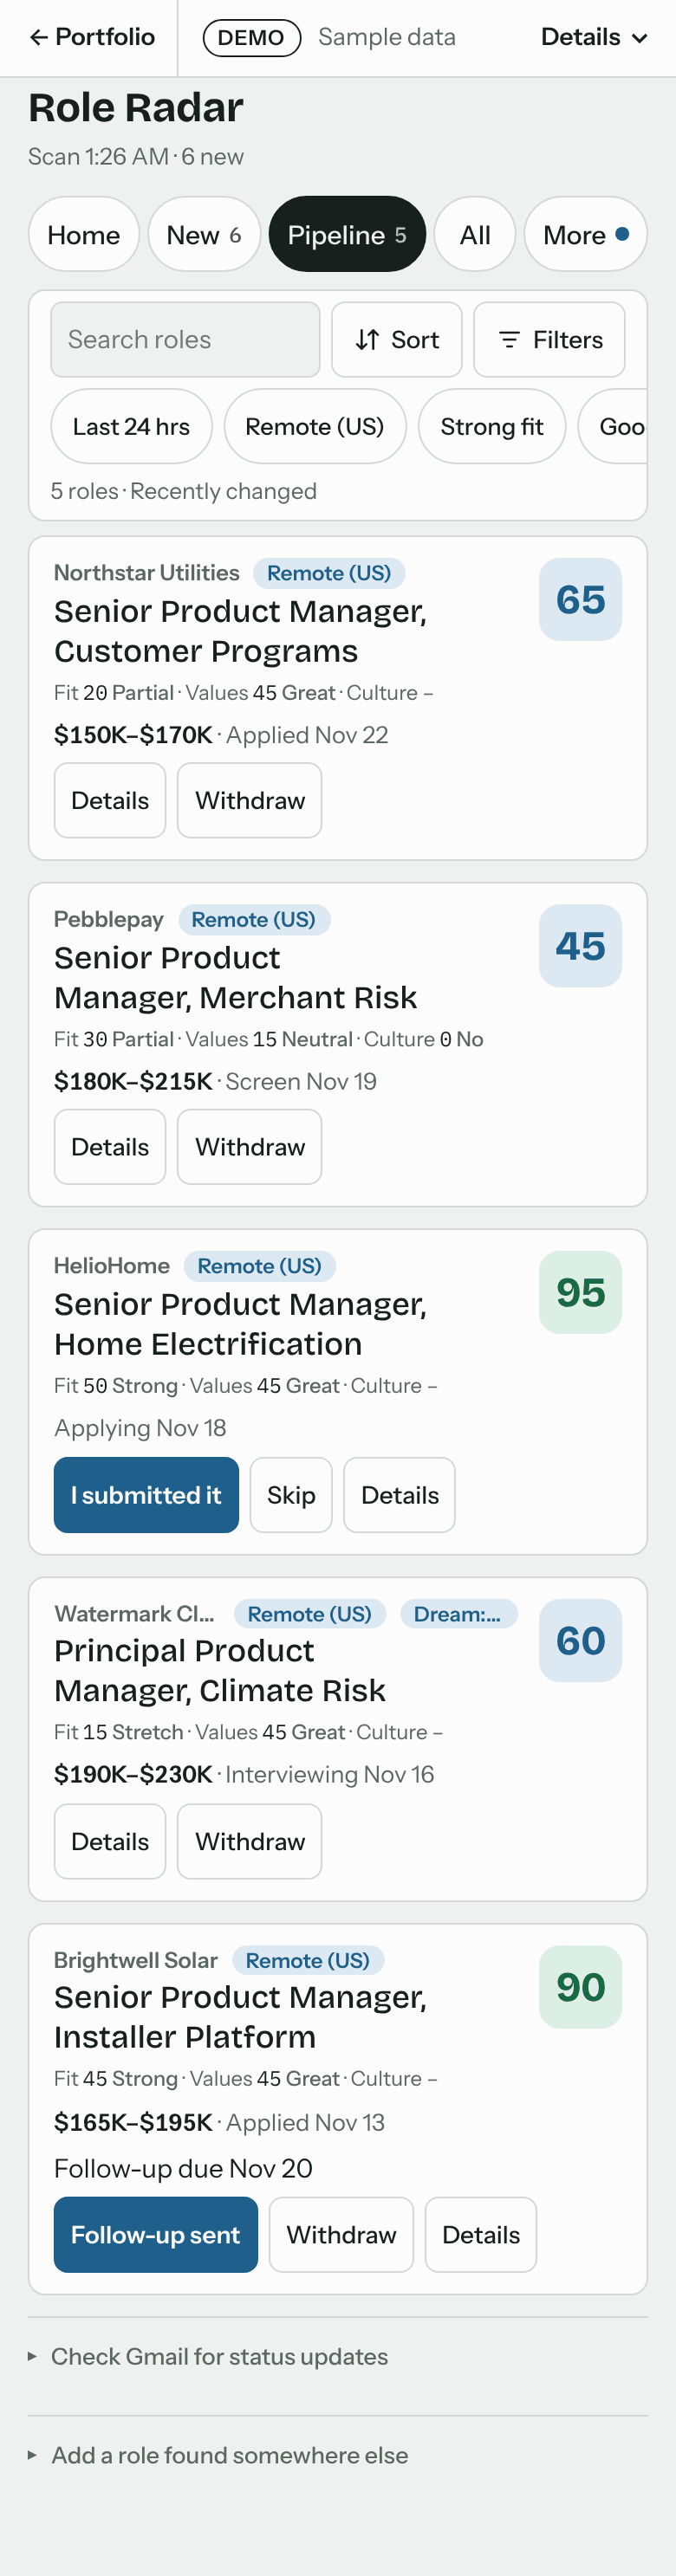 ← Portfolio
DEMO Sample data
Details
Role Radar
Scan 1:26 AM · 6 new
Home
New 6
Pipeline 5
All
More
Search roles
Sort
Filters
Last 24 hrs
Remote (US)
Strong fit
Goo
5 roles · Recently changed
Northstar Utilities Remote (US)
65
Senior Product Manager,
Customer Programs
Fit 20 Partial · Values 45 Great · Culture –
$150K–$170K · Applied Nov 22
Details
Withdraw
Pebblepay Remote (US)
45
Senior Product
Manager, Merchant Risk
Fit 30 Partial · Values 15 Neutral · Culture 0 No
$180K–$215K · Screen Nov 19
Details
Withdraw
HelioHome Remote (US)
95
Senior Product Manager,
Home Electrification
Fit 50 Strong · Values 45 Great · Culture –
Applying Nov 18
I submitted it
Skip
Details
Watermark Cl... Remote (US) Dream:...
60
Principal Product
Manager, Climate Risk
Fit 15 Stretch · Values 45 Great · Culture –
$190K–$230K · Interviewing Nov 16
Details
Withdraw
Brightwell Solar Remote (US)
90
Senior Product Manager,
Installer Platform
Fit 45 Strong · Values 45 Great · Culture –
$165K–$195K · Applied Nov 13
Follow-up due Nov 20
Follow-up sent
Withdraw
Details
Check Gmail for status updates
Add a role found somewhere else